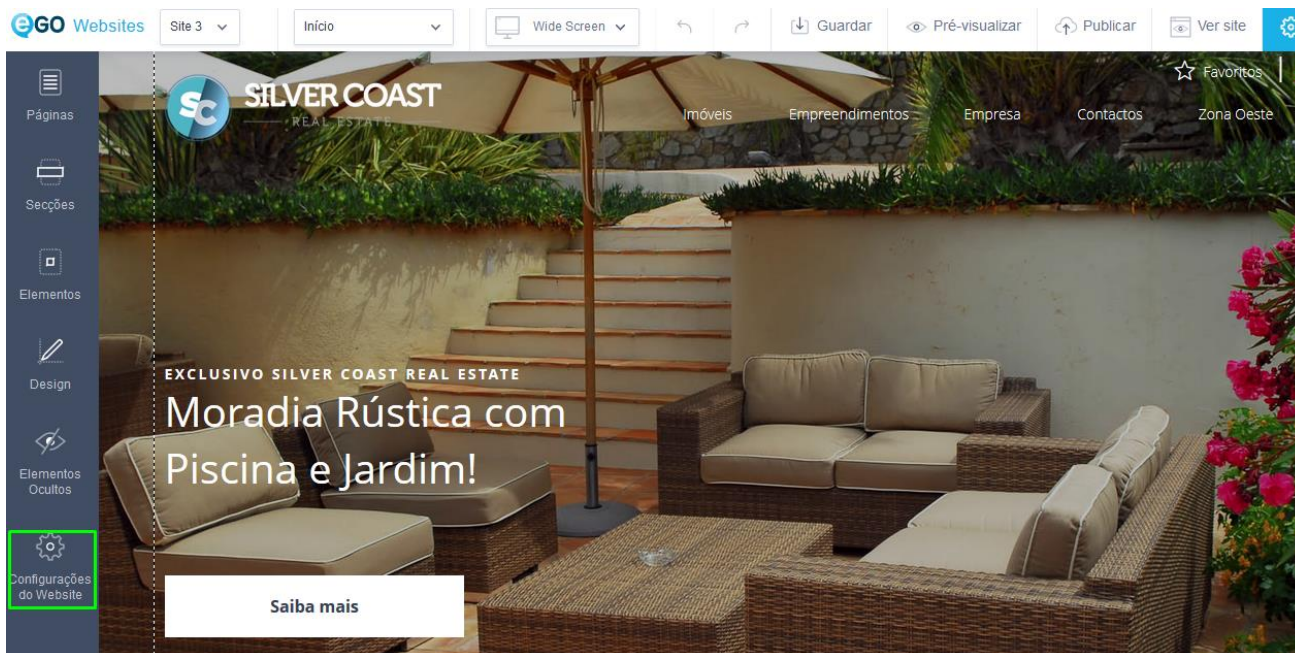 eGO Websites
Site 3
Início
Wide Screen
Guardar
Pré-visualizar
Publicar
Ver site
Páginas
Secções
Elementos
Design
Elementos
Ocultos
Configurações
do Website
SC
SILVER COAST
REAL ESTATE
Favoritos
Imóveis
Empreendimentos
Empresa
Contactos
Zona Oeste
EXCLUSIVO SILVER COAST REAL ESTATE
Moradia Rústica com
Piscina e Jardim!
Saiba mais